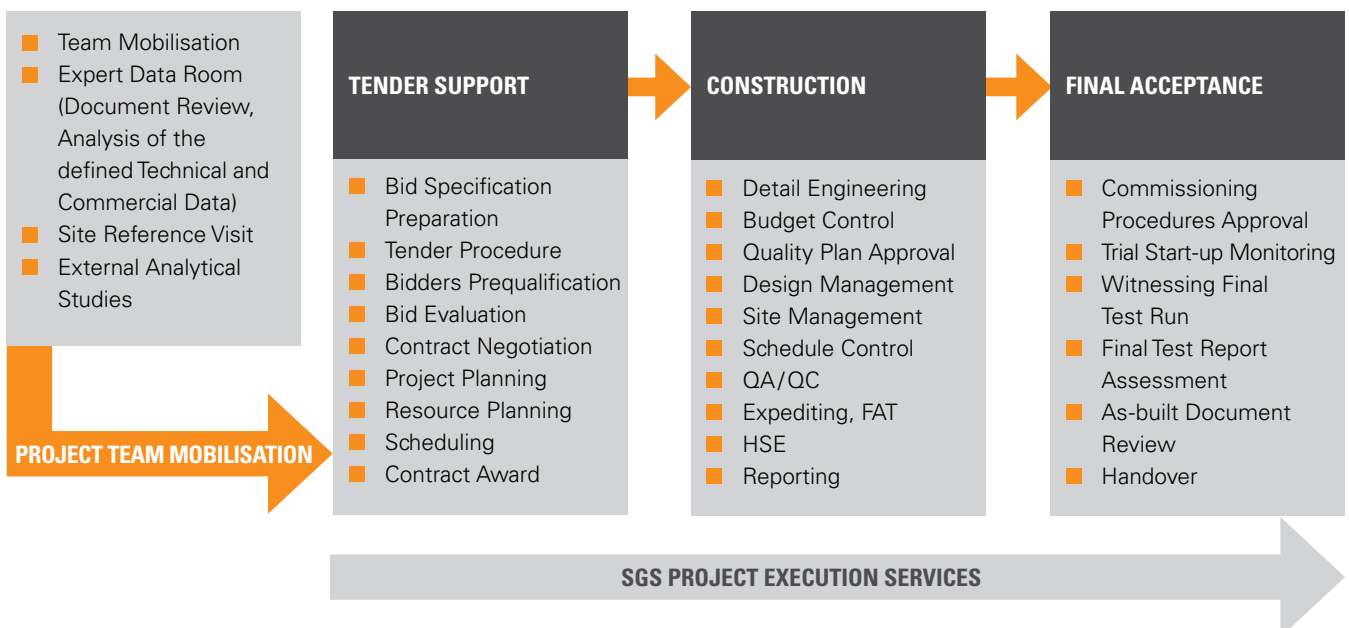 Team Mobilisation
Expert Data Room
(Document Review,
Analysis of the
defined Technical and
Commercial Data)
Site Reference Visit
External Analytical
Studies
PROJECT TEAM MOBILISATION
TENDER SUPPORT
Bid Specification
Preparation
Tender Procedure
Bidders Prequalification
Bid Evaluation
Contract Negotiation
Project Planning
Resource Planning
Scheduling
Contract Award
CONSTRUCTION
Detail Engineering
Budget Control
Quality Plan Approval
Design Management
Site Management
Schedule Control
QA/QC
Expediting, FAT
HSE
Reporting
FINAL ACCEPTANCE
Commissioning
Procedures Approval
Trial Start-up Monitoring
Witnessing Final
Test Run
Final Test Report
Assessment
As-built Document
Review
Handover
SGS PROJECT EXECUTION SERVICES